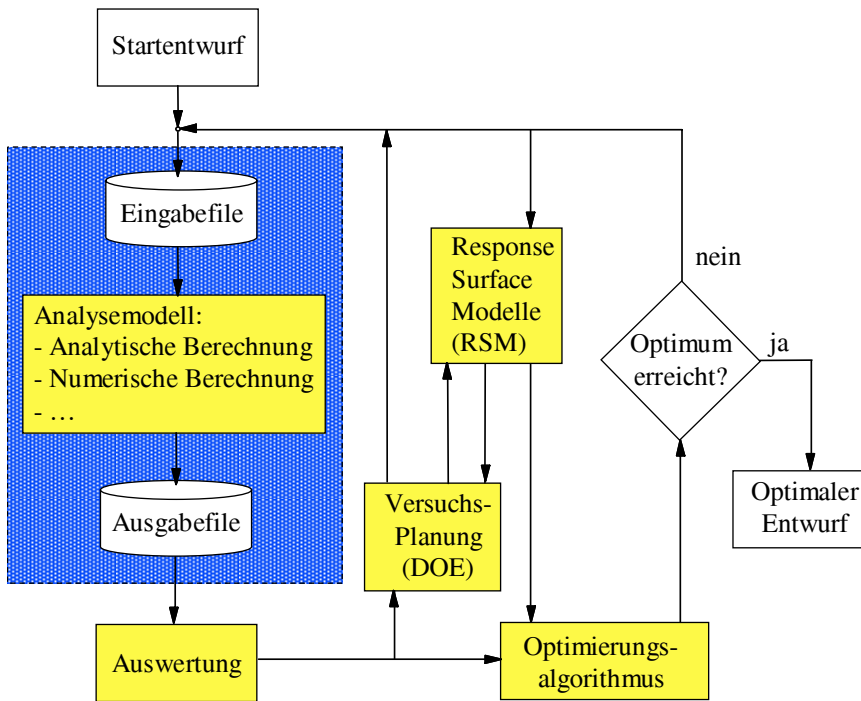 Startentwurf
Eingabefile
Analysemodell:
- Analytische Berechnung
- Numerische Berechnung
- …
Ausgabefile
Auswertung
Versuchs-
Planung
(DOE)
Response
Surface
Modelle
(RSM)
Optimierungs-
algorithmus
Optimum
erreicht?
nein
ja
Optimaler
Entwurf